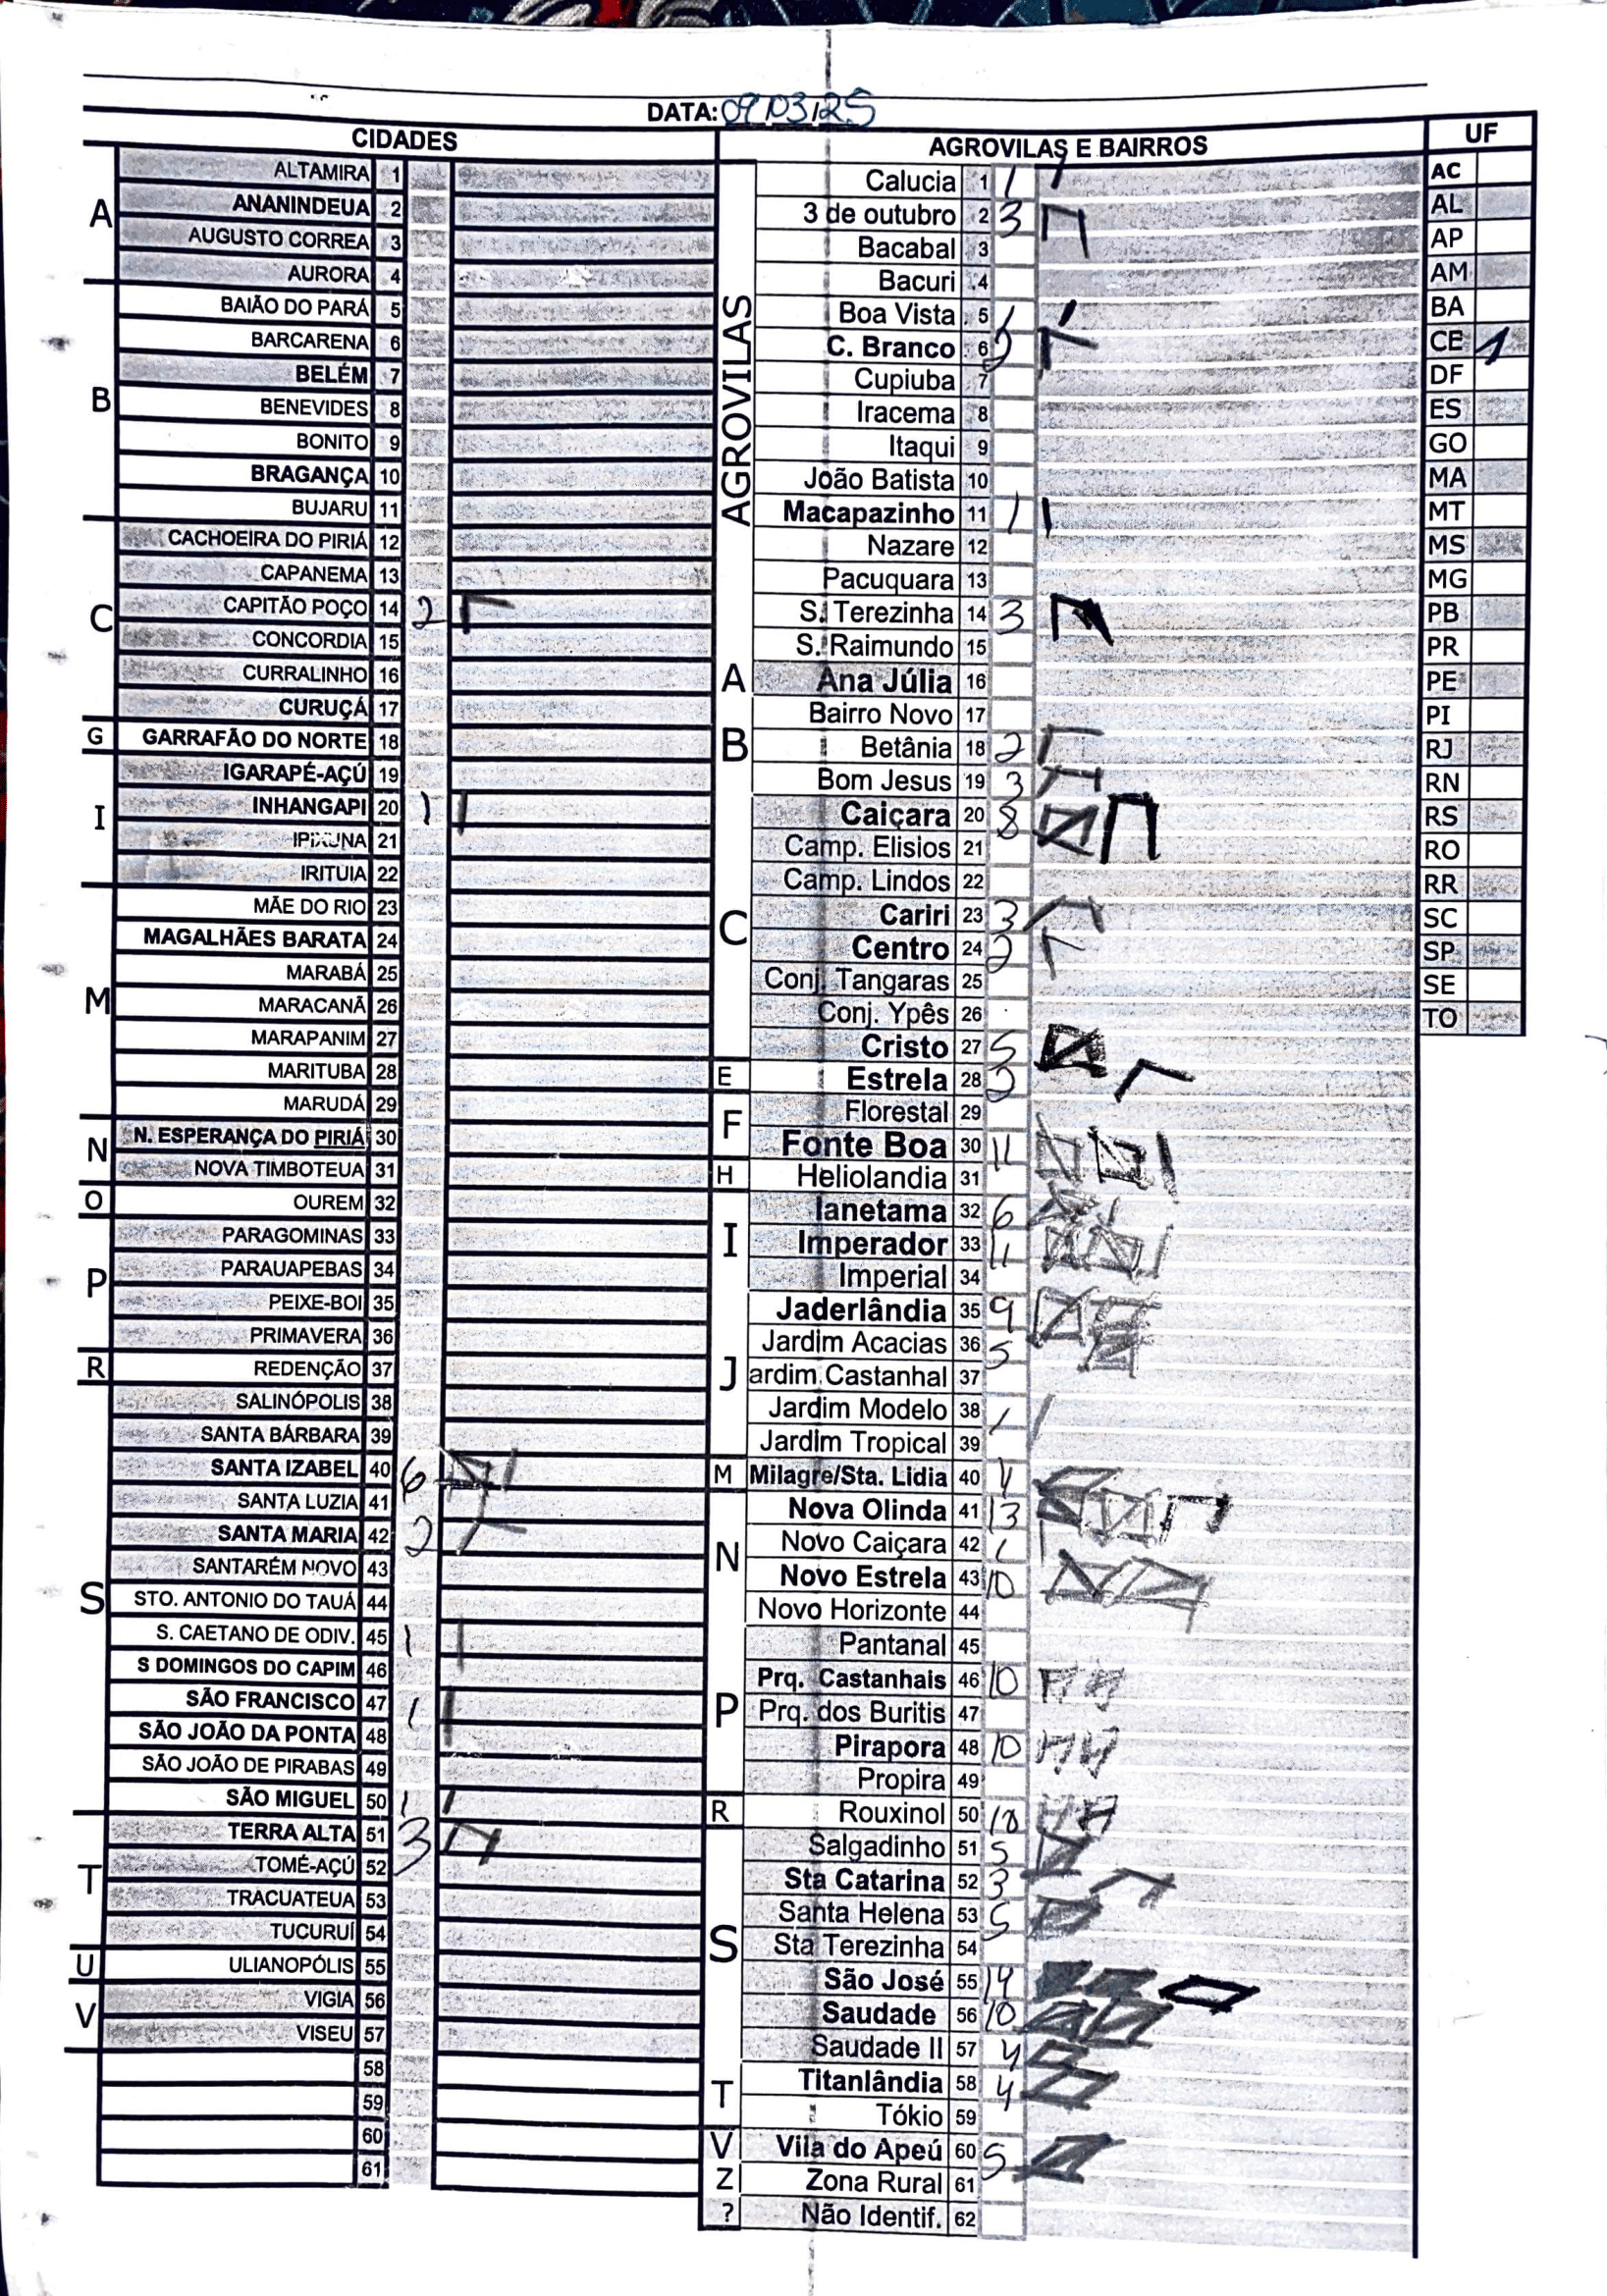 DATA: 09/03/25
CIDADES
A
ALTAMIRA 1
ANANINDEUA 2
AUGUSTO CORREA 3
AURORA 4
B
BAIÃO DO PARÁ 5
BARCARENA 6
BELÉM 7
BENEVIDES 8
BONITO 9
BRAGANÇA 10
BUJARU 11
C
CACHOEIRA DO PIRIÁ 12
CAPANEMA 13
CAPITÃO POÇO 14 2
CONCORDIA 15
CURRALINHO 16
CURUÇÁ 17
G
GARRAFÃO DO NORTE 18
I
IGARAPÉ-AÇÚ 19
INHANGAPI 20 1
IPIXUNA 21
IRITUIA 22
M
MÃE DO RIO 23
MAGALHÃES BARATA 24
MARABÁ 25
MARACANÃ 26
MARAPANIM 27
MARITUBA 28
MARUDÁ 29
N
N. ESPERANÇA DO PIRIÁ 30
NOVA TIMBOTEUA 31
O
OUREM 32
P
PARAGOMINAS 33
PARAUAPEBAS 34
PEIXE-BOI 35
PRIMAVERA 36
R
REDENÇÃO 37
S
SALINÓPOLIS 38
SANTA BÁRBARA 39
SANTA IZABEL 40 6
SANTA LUZIA 41
SANTA MARIA 42 2
SANTARÉM NOVO 43
STO. ANTONIO DO TAUÁ 44
S. CAETANO DE ODIV. 45 1
S DOMINGOS DO CAPIM 46
SÃO FRANCISCO 47 1
SÃO JOÃO DA PONTA 48
SÃO JOÃO DE PIRABAS 49
SÃO MIGUEL 50 1
T
TERRA ALTA 51 3
TOMÉ-AÇÚ 52
TRACUATEUA 53
TUCURUÍ 54
U
ULIANOPÓLIS 55
V
VIGIA 56
VISEU 57
58
59
60
61
AGROVILAS E BAIRROS
AGROVILAS
Calucia 1 1
3 de outubro 2 3
Bacabal 3
Bacuri 4
Boa Vista 5 1
C. Branco 6 2
Cupiuba 7
Iracema 8
Itaqui 9
João Batista 10
Macapazinho 11 1
Nazare 12
Pacuquara 13
S. Terezinha 14 3
S. Raimundo 15
A
Ana Júlia 16
B
Bairro Novo 17
Betânia 18 2
Bom Jesus 19 3
C
Caiçara 20 8
Camp. Elisios 21
Camp. Lindos 22
Cariri 23 3
Centro 24 2
Conj. Tangaras 25
Conj. Ypês 26
Cristo 27 5
E
Estrela 28 2
F
Florestal 29
Fonte Boa 30 11
H
Heliolandia 31
I
Ianetama 32 6
Imperador 33 11
Imperial 34
J
Jaderlândia 35 9
Jardim Acacias 36 5
Jardim Castanhal 37
Jardim Modelo 38 1
Jardim Tropical 39
M
Milagre/Sta. Lidia 40 4
N
Nova Olinda 41 13
Novo Caiçara 42 1
Novo Estrela 43 10
Novo Horizonte 44
P
Pantanal 45
Prq. Castanhais 46 10
Prq. dos Buritis 47
Pirapora 48 10
Propira 49
R
Rouxinol 50 10
S
Salgadinho 51 5
Sta Catarina 52 3
Santa Helena 53 5
Sta Terezinha 54
São José 55 14
Saudade 56 10
Saudade II 57 4
T
Titanlândia 58 4
Tókio 59
V
Vila do Apeú 60 5
Z
Zona Rural 61
?
Não Identif. 62
UF
AC
AL
AP
AM
BA
CE 1
DF
ES
GO
MA
MT
MS
MG
PB
PR
PE
PI
RJ
RN
RS
RO
RR
SC
SP
SE
TO